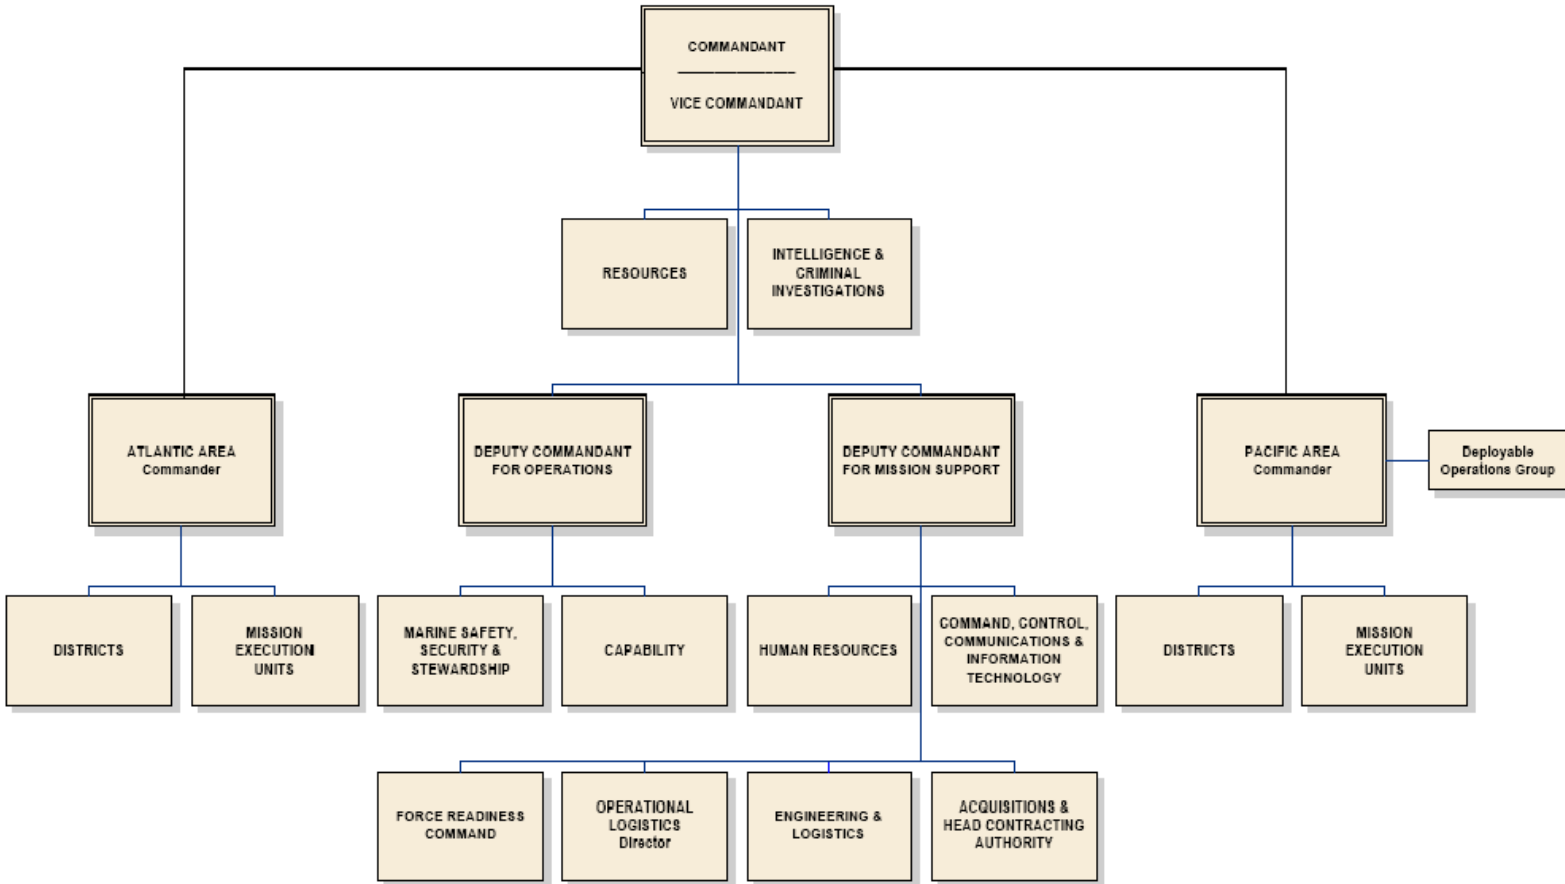 COMMANDANT
VICE COMMANDANT
RESOURCES
INTELLIGENCE &
CRIMINAL
INVESTIGATIONS
ATLANTIC AREA
Commander
DEPUTY COMMANDANT
FOR OPERATIONS
DEPUTY COMMANDANT
FOR MISSION SUPPORT
PACIFIC AREA
Commander
Deployable
Operations Group
DISTRICTS
MISSION
EXECUTION
UNITS
MARINE SAFETY,
SECURITY &
STEWARDSHIP
CAPABILITY
HUMAN RESOURCES
COMMAND, CONTROL,
COMMUNICATIONS &
INFORMATION
TECHNOLOGY
DISTRICTS
MISSION
EXECUTION
UNITS
FORCE READINESS
COMMAND
OPERATIONAL
LOGISTICS
Director
ENGINEERING &
LOGISTICS
ACQUISITIONS &
HEAD CONTRACTING
AUTHORITY